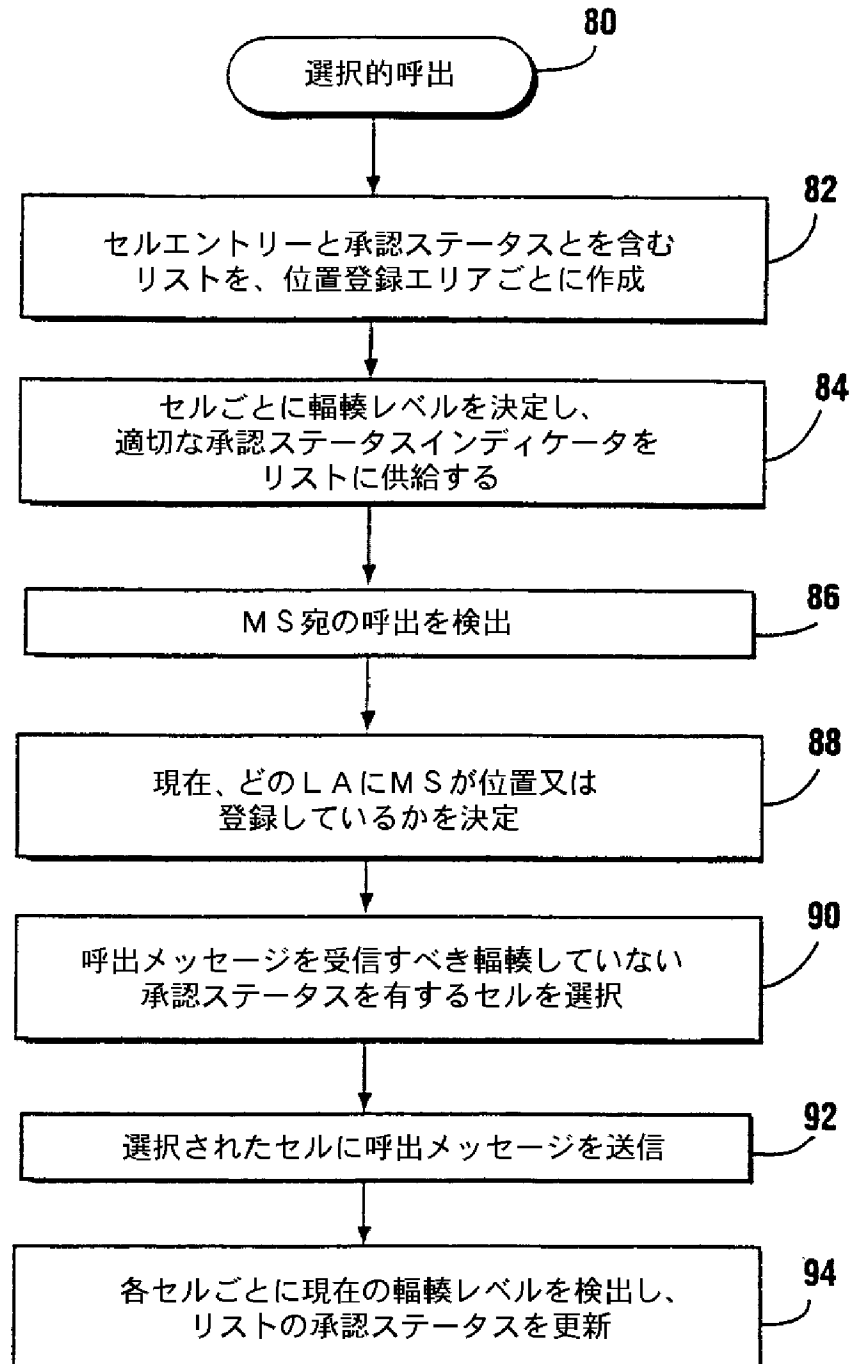 80
選択的呼出
82
セルエントリーと承認ステータスとを含む
リストを、位置登録エリアごとに作成
84
セルごとに輻輳レベルを決定し、
適切な承認ステータスインディケータを
リストに供給する
86
MS宛の呼出を検出
88
現在、どのLAにMSが位置又は
登録しているかを決定
90
呼出メッセージを受信すべき輻輳していない
承認ステータスを有するセルを選択
92
選択されたセルに呼出メッセージを送信
94
各セルごとに現在の輻輳レベルを検出し、
リストの承認ステータスを更新